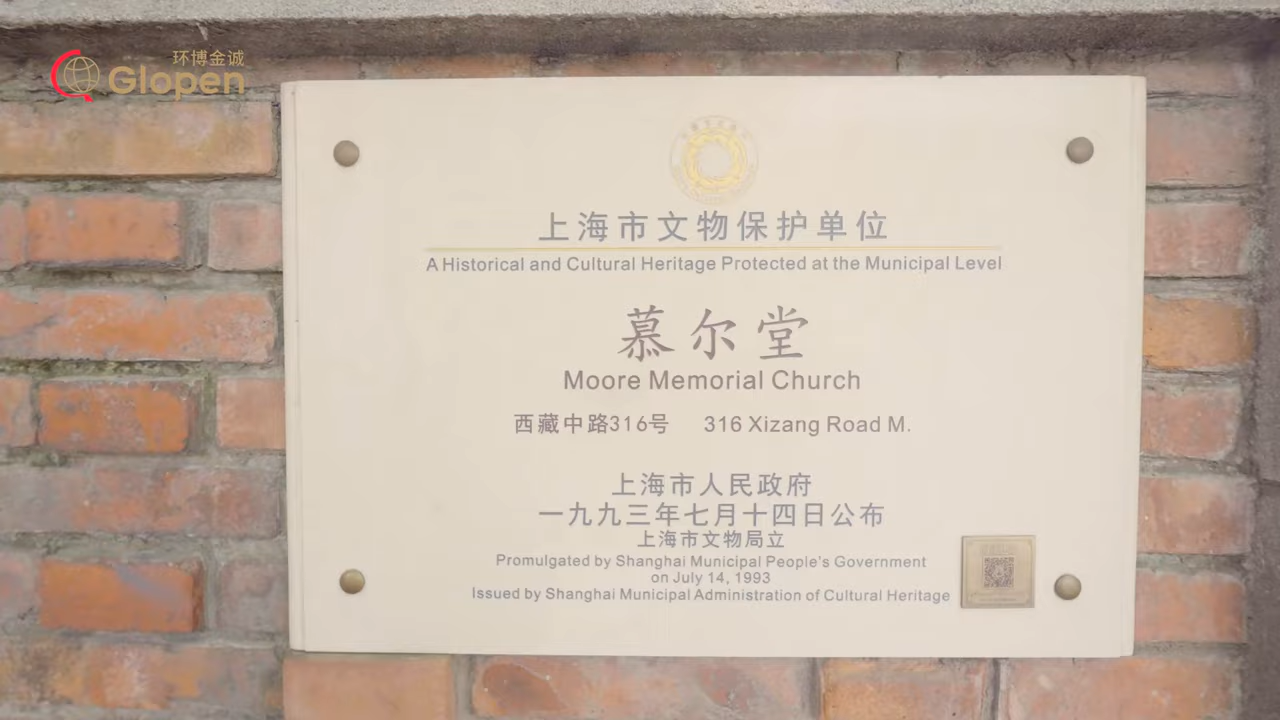 环博金诚
Glopen
上海市文物保护单位
A Historical and Cultural Heritage Protected at the Municipal Level
慕尔堂
Moore Memorial Church
西藏中路316号 316 Xizang Road M.
上海市人民政府
一九九三年七月十四日公布
上海市文物局立
Promulgated by Shanghai Municipal People's Government
on July 14, 1993
Issued by Shanghai Municipal Administration of Cultural Heritage